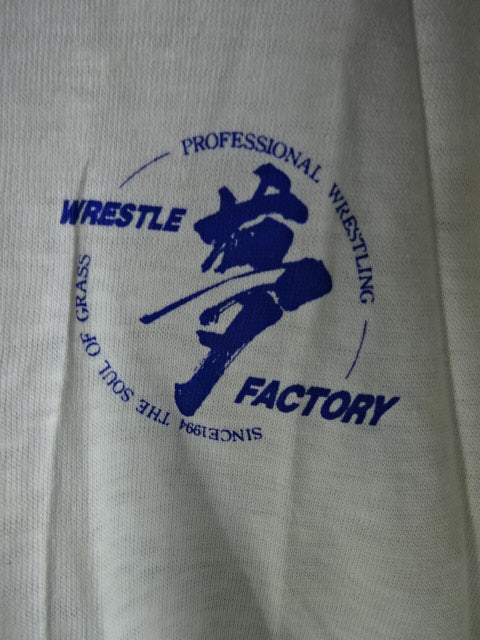 PROFESSIONAL WRESTLING
WRESTLE
夢
FACTORY
SINCE1994 THE SOUL OF GRASS